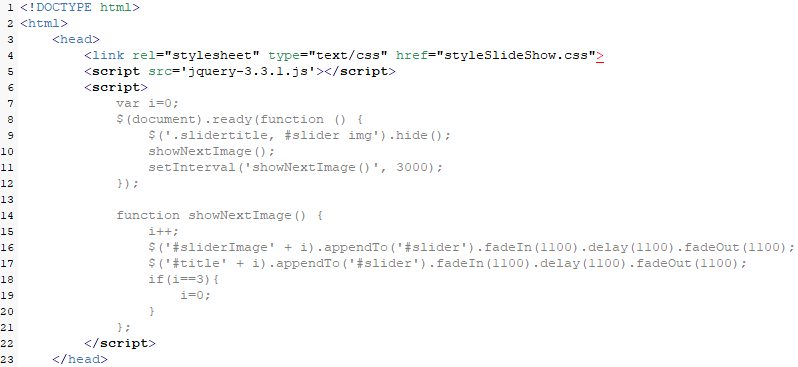 1 <!DOCTYPE html>
2 <html>
3 <head>
4 <link rel="stylesheet" type="text/css" href="styleSlideShow.css">
5 <script src='jquery-3.3.1.js'></script>
6 <script>
7 var i=0;
8 $(document).ready(function () {
9 $('.slidertitle, #slider img').hide();
10 showNextImage();
11 setInterval('showNextImage()', 3000);
12 });
13
14 function showNextImage() {
15 i++;
16 $('#sliderImage' + i).appendTo('#slider').fadeIn(1100).delay(1100).fadeOut(1100);
17 $('#title' + i).appendTo('#slider').fadeIn(1100).delay(1100).fadeOut(1100);
18 if(i==3){
19 i=0;
20 }
21 };
22 </script>
23 </head>